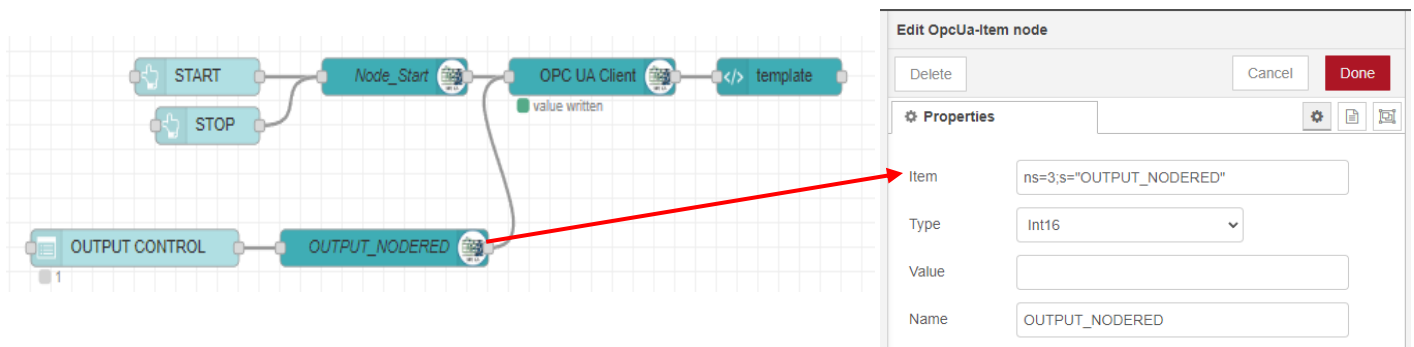 START
Node_Start
OPC UA Client
</> template
value written
STOP
OUTPUT CONTROL
OUTPUT_NODERED
1
Edit OpcUa-Item node
Delete
Cancel
Done
Properties
Item
ns=3;s="OUTPUT_NODERED"
Type
Int16
Value
Name
OUTPUT_NODERED